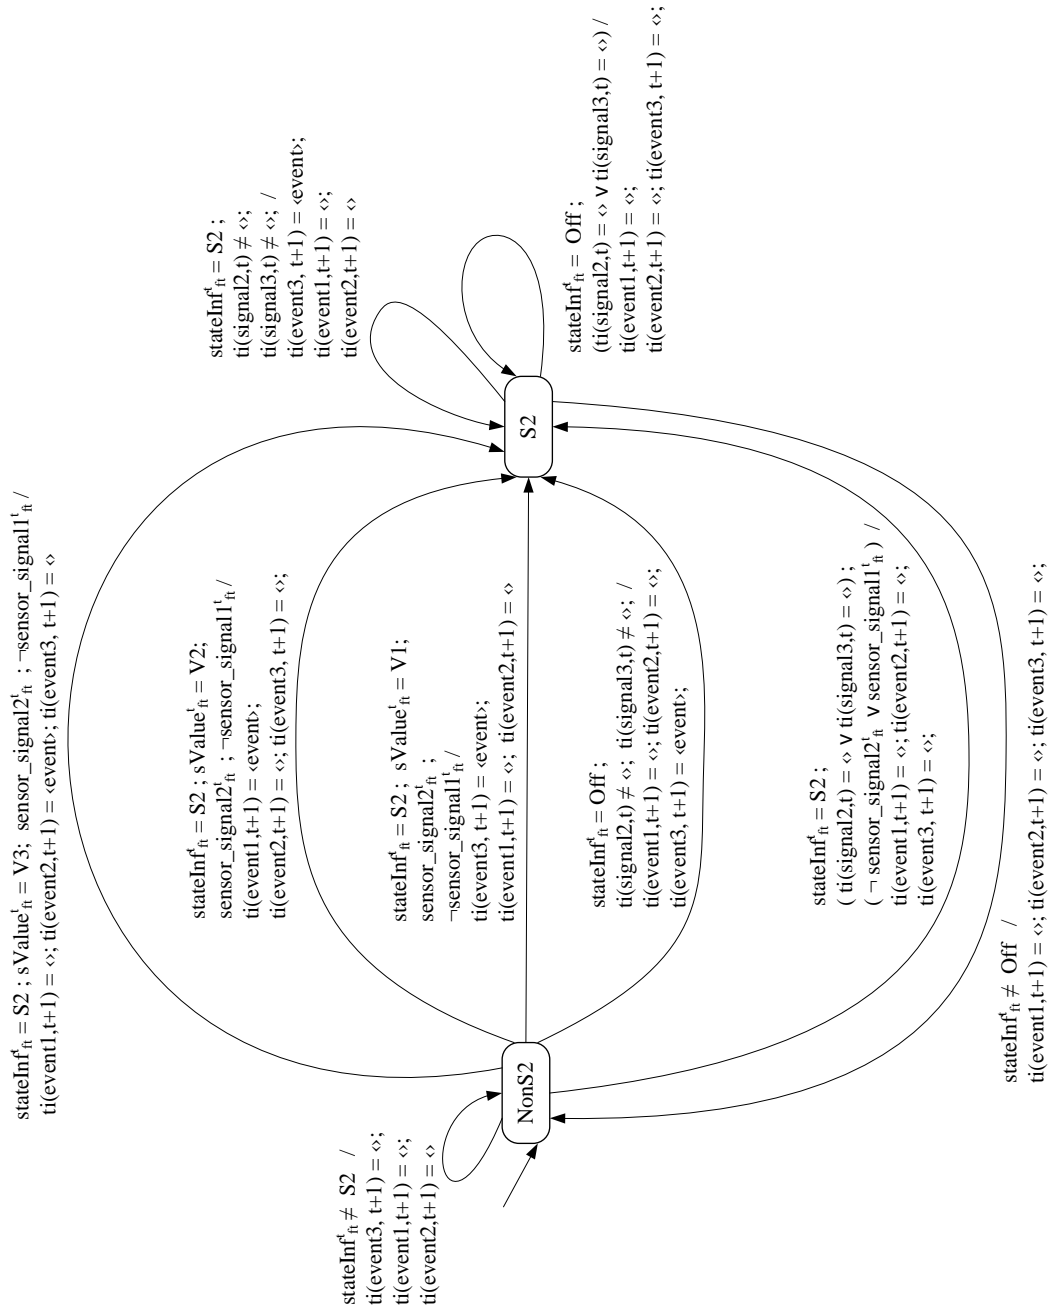 stateInf^t_ft = S2 ; sValue^t_ft = V3; sensor_signal2^t_ft ; ¬sensor_signal1^t_ft /
ti(event1,t+1) = ‹›; ti(event2,t+1) = ‹event›; ti(event3, t+1) = ‹›
stateInf^t_ft = S2 ;
ti(signal2,t) ≠ ‹›;
ti(signal3,t) ≠ ‹›; /
ti(event3, t+1) = ‹event›;
ti(event1,t+1) = ‹›;
ti(event2,t+1) = ‹›
stateInf^t_ft = S2 ; sValue^t_ft = V2;
sensor_signal2^t_ft ; ¬sensor_signal1^t_ft /
ti(event1,t+1) = ‹event›;
ti(event2,t+1) = ‹›; ti(event3, t+1) = ‹›;
stateInf^t_ft ≠ S2 /
ti(event3, t+1) = ‹›;
ti(event1,t+1) = ‹›;
ti(event2,t+1) = ‹›
stateInf^t_ft = S2 ; sValue^t_ft = V1;
sensor_signal2^t_ft ;
¬sensor_signal1^t_ft /
ti(event3, t+1) = ‹event›;
ti(event1,t+1) = ‹›; ti(event2,t+1) = ‹›
NonS2
S2
stateInf^t_ft = Off ;
(ti(signal2,t) = ‹› ∨ ti(signal3,t) = ‹›) /
ti(event1,t+1) = ‹›;
ti(event2,t+1) = ‹›; ti(event3, t+1) = ‹›;
stateInf^t_ft = Off ;
ti(signal2,t) ≠ ‹›; ti(signal3,t) ≠ ‹›; /
ti(event1,t+1) = ‹›; ti(event2,t+1) = ‹›;
ti(event3, t+1) = ‹event›;
stateInf^t_ft = S2 ;
( ti(signal2,t) = ‹› ∨ ti(signal3,t) = ‹›) ;
( ¬ sensor_signal2^t_ft ∨ sensor_signal1^t_ft ) /
ti(event1,t+1) = ‹›; ti(event2,t+1) = ‹›;
ti(event3, t+1) = ‹›;
stateInf^t_ft ≠ Off /
ti(event1,t+1) = ‹›; ti(event2,t+1) = ‹›; ti(event3, t+1) = ‹›;